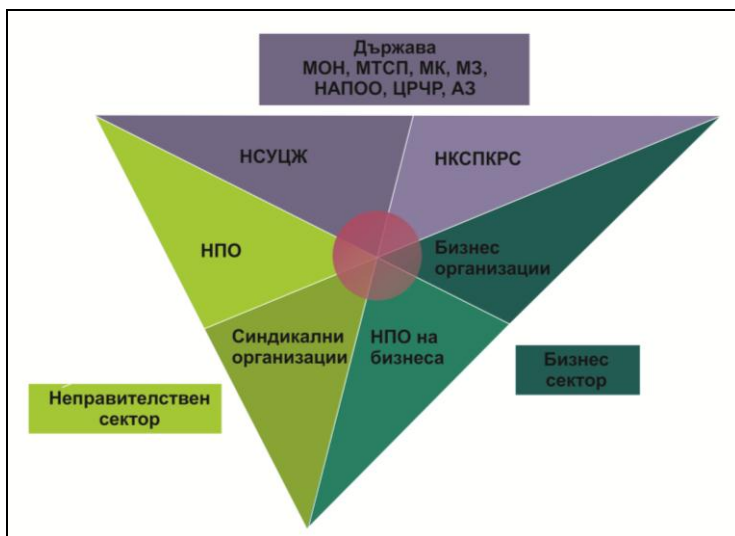 Държава
МОН, МТСП, МК, МЗ,
НАПОО, ЦРЧР, АЗ
НСУЦЖ
НКСПКРС
НПО
Бизнес
организации
Синдикални
организации
НПО на
бизнеса
Бизнес
сектор
Неправителствен
сектор